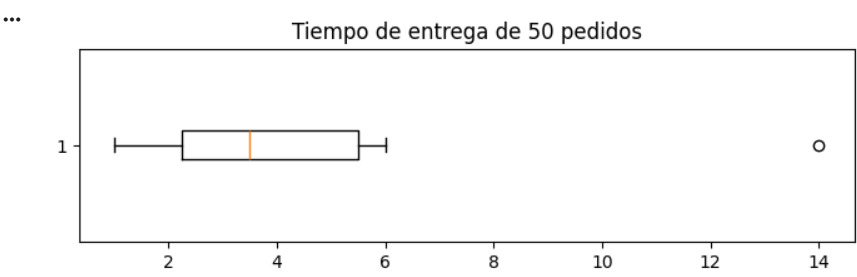 ...
Tiempo de entrega de 50 pedidos
1
2 4 6 8 10 12 14